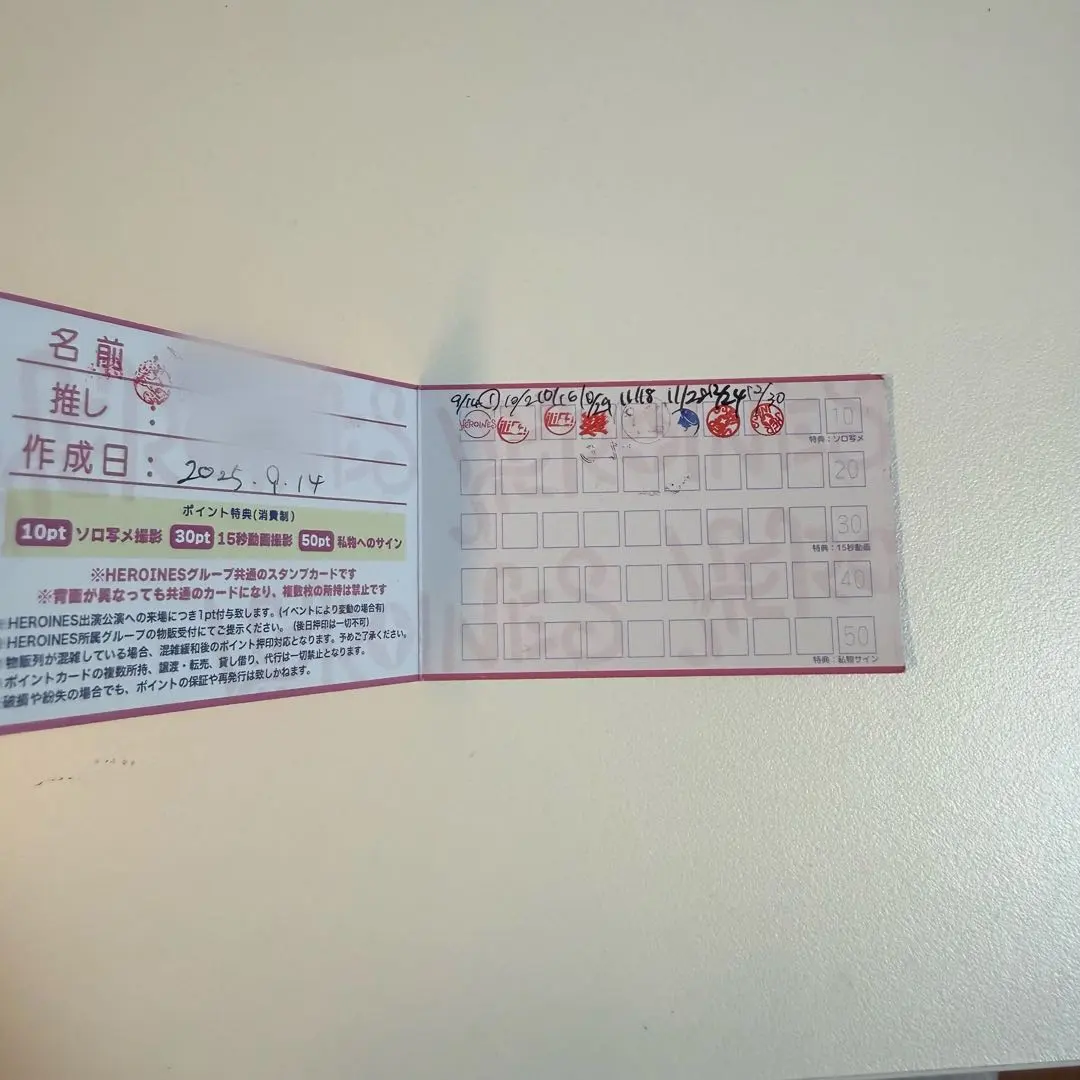 名前
推し：
作成日： 2025.9.14
ポイント特典(消費制)
10pt ソロ写メ撮影 30pt 15秒動画撮影 50pt 私物へのサイン
※HEROINESグループ共通のスタンプカードです
※背面が異なっても共通のカードになり、複数枚の所持は禁止です
HEROINES出演公演への来場につき1pt付与致します。(イベントにより変動の場合有)
HEROINES所属グループの物販受付にてご提示ください。(後日押印は一切不可)
物販列が混雑している場合、混雑緩和後のポイント押印対応となります。予めご了承ください。
ポイントカードの複数所持、譲渡・転売、貸し借り、代行は一切禁止となります。
破損や紛失の場合でも、ポイントの保証や再発行は致しかねます。
9/14① 10/2 10/16 10/29 11/18 11/28 12/24 12/30
HEROINES iLiFE! iLiFE! 10
特典：ソロ写メ
20
30
特典：15秒動画
40
50
特典：私物サイン